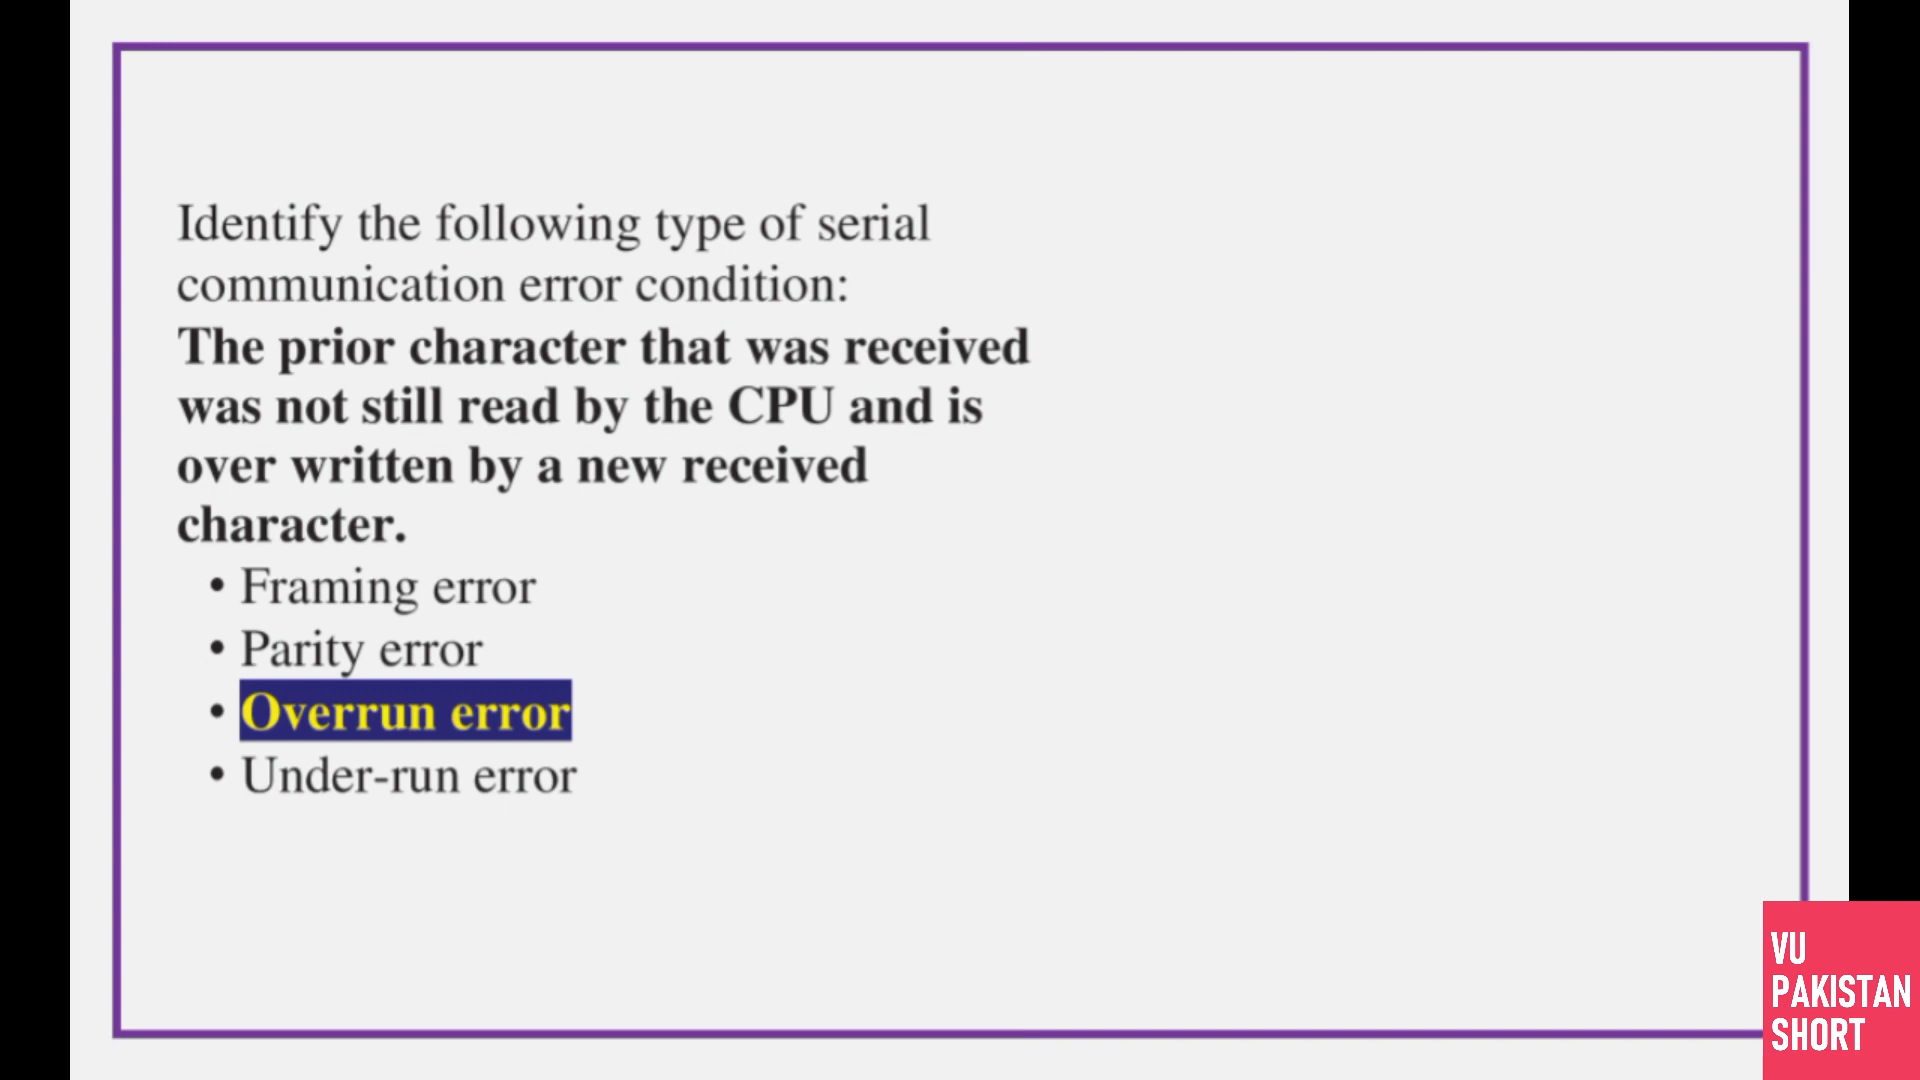 Identify the following type of serial
communication error condition:
The prior character that was received
was not still read by the CPU and is
over written by a new received
character.
• Framing error
• Parity error
• Overrun error
• Under-run error
VU
PAKISTAN
SHORT